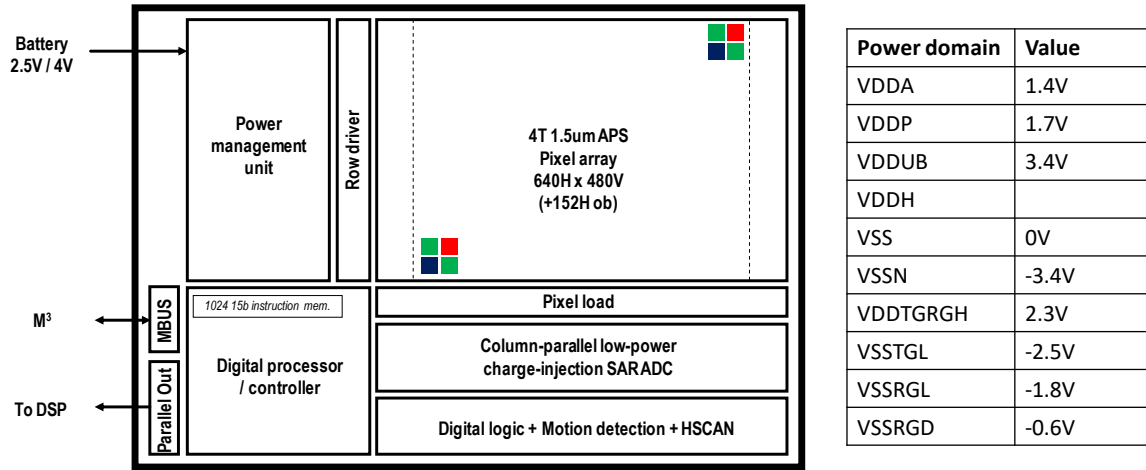 Battery
2.5V / 4V
Power
management
unit
Row driver
4T 1.5um APS
Pixel array
640H x 480V
(+152H ob)
M3
MBUS
1024 15b instruction mem.
Digital processor
/ controller
Pixel load
Column-parallel low-power
charge-injection SARADC
To DSP
Parallel Out
Digital logic + Motion detection + HSCAN
Power domain Value
VDDA 1.4V
VDDP 1.7V
VDDUB 3.4V
VDDH
VSS 0V
VSSN -3.4V
VDDTGRGH 2.3V
VSSTGL -2.5V
VSSRGL -1.8V
VSSRGD -0.6V